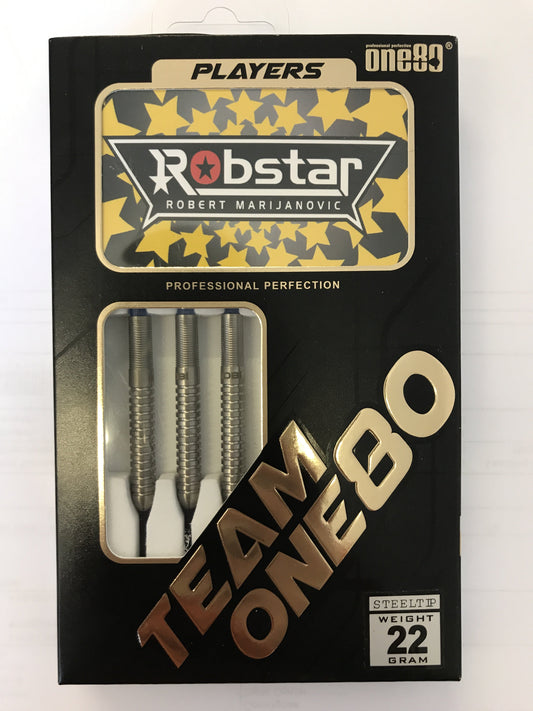 PLAYERS
professional perfection
one80®
Robstar
ROBERT MARIJANOVIC
PROFESSIONAL PERFECTION
TEAM
ONE80
STEELTIP
WEIGHT
22
GRAM